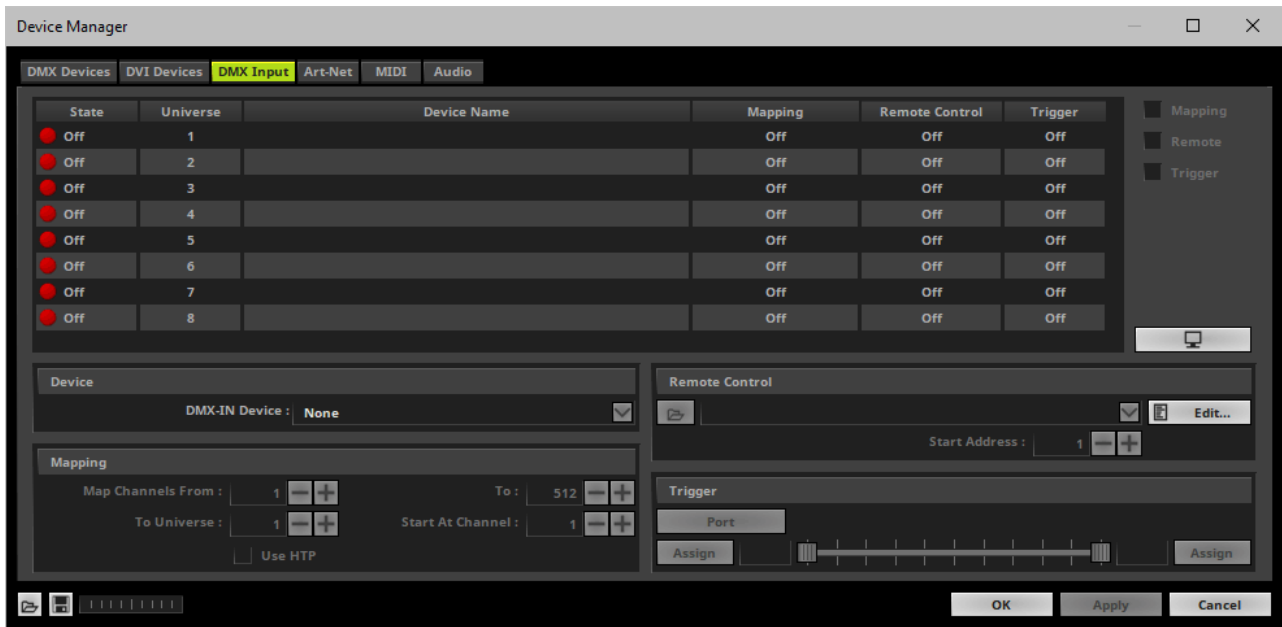 Device Manager
DMX Devices DVI Devices DMX Input Art-Net MIDI Audio
State Universe Device Name Mapping Remote Control Trigger
Off 1 Off Off Off
Off 2 Off Off Off
Off 3 Off Off Off
Off 4 Off Off Off
Off 5 Off Off Off
Off 6 Off Off Off
Off 7 Off Off Off
Off 8 Off Off Off
Mapping
Remote
Trigger
Device
DMX-IN Device : None
Mapping
Map Channels From : 1 To : 512
To Universe : 1 Start At Channel : 1
Use HTP
Remote Control
Edit...
Start Address : 1
Trigger
Port
Assign Assign
OK Apply Cancel